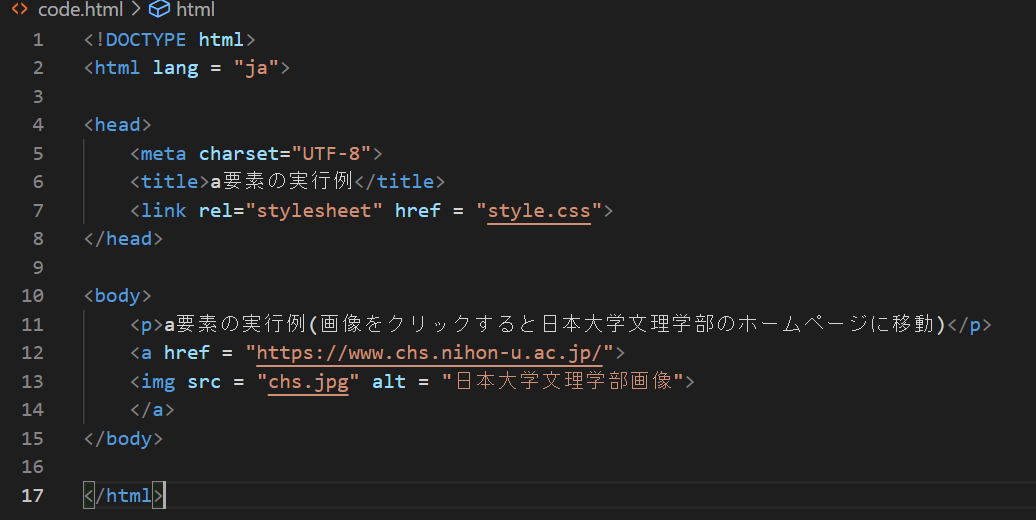 code.html > html
1 <!DOCTYPE html>
2 <html lang = "ja">
3
4 <head>
5     <meta charset="UTF-8">
6     <title>a要素の実行例</title>
7     <link rel="stylesheet" href = "style.css">
8 </head>
9
10 <body>
11     <p>a要素の実行例(画像をクリックすると日本大学文理学部のホームページに移動)</p>
12     <a href = "https://www.chs.nihon-u.ac.jp/">
13     <img src = "chs.jpg" alt = "日本大学文理学部画像">
14     </a>
15 </body>
16
17 </html>